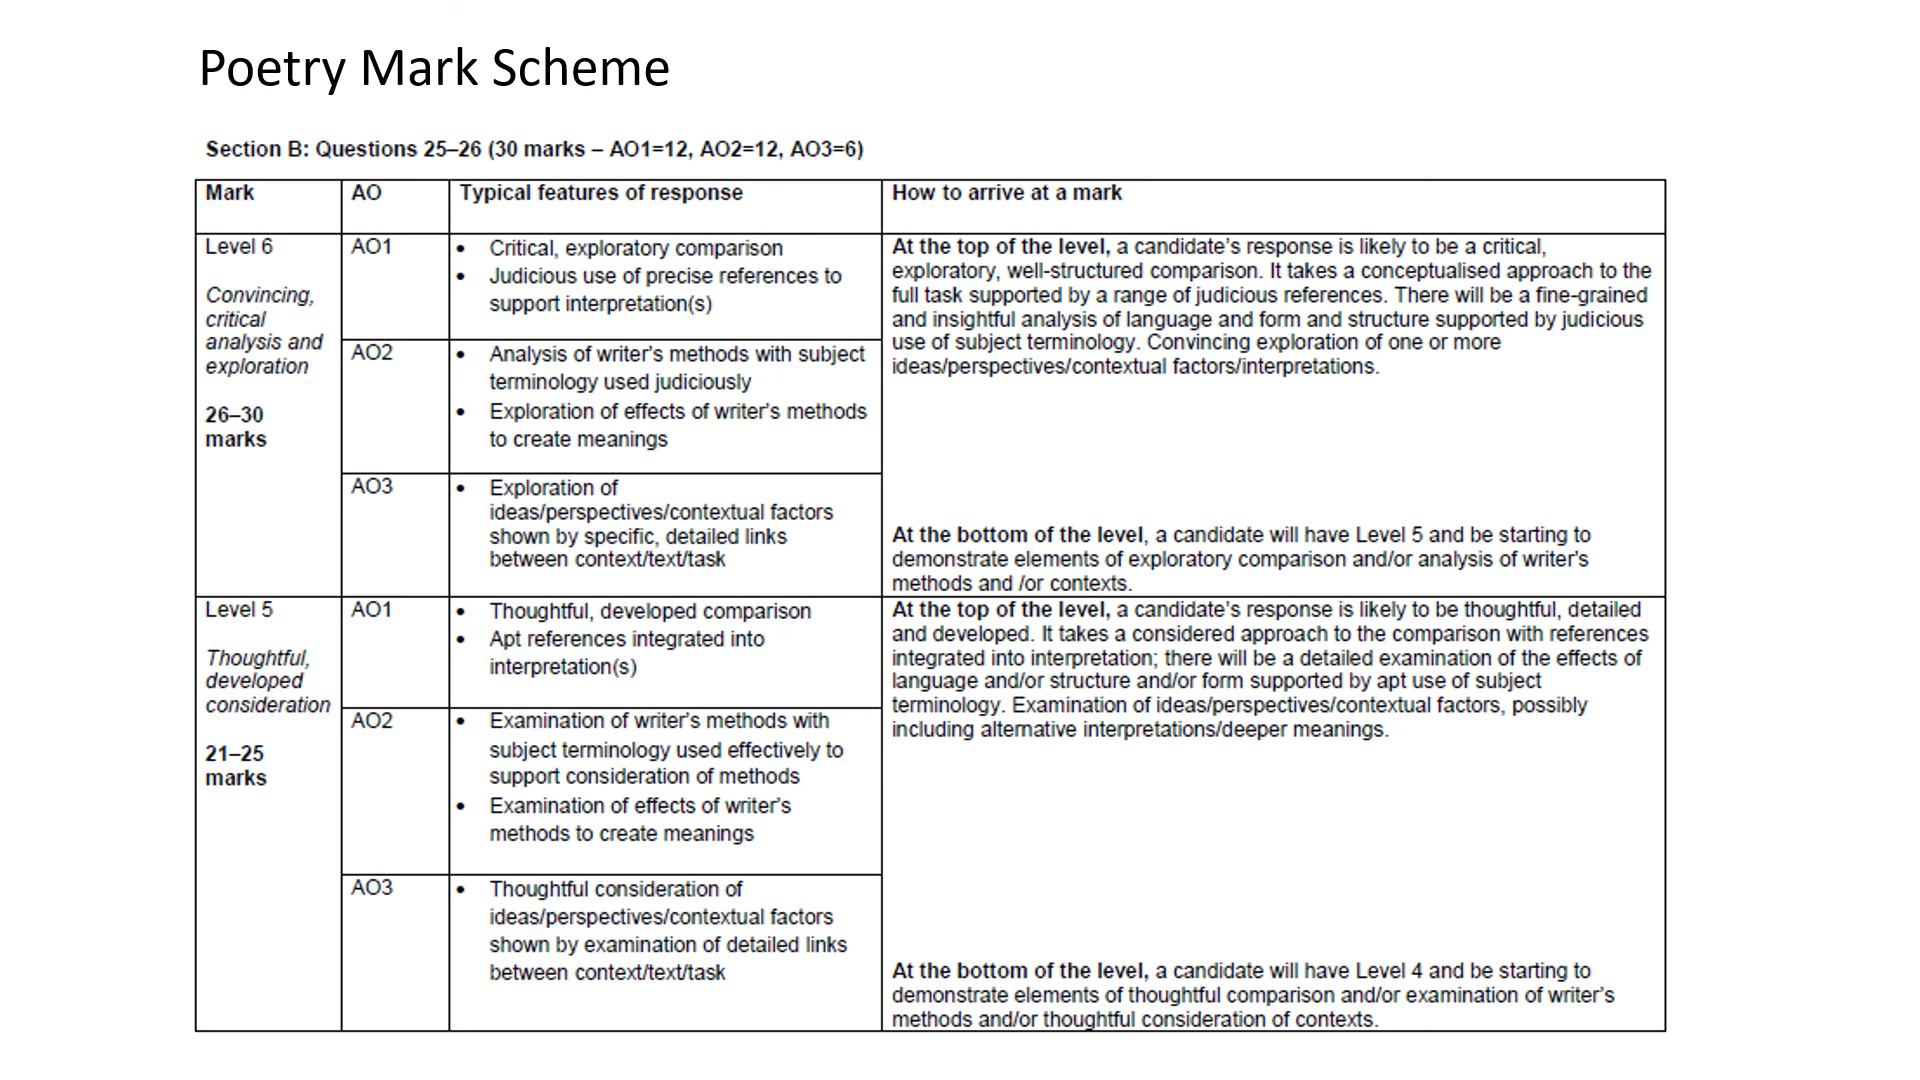 Poetry Mark Scheme
Section B: Questions 25–26 (30 marks – AO1=12, AO2=12, AO3=6)
Mark
AO
Typical features of response
How to arrive at a mark
Level 6
Convincing,
critical
analysis and
exploration
26–30
marks
AO1
• Critical, exploratory comparison
• Judicious use of precise references to
support interpretation(s)
AO2
• Analysis of writer's methods with subject
terminology used judiciously
• Exploration of effects of writer's methods
to create meanings
AO3
• Exploration of
ideas/perspectives/contextual factors
shown by specific, detailed links
between context/text/task
At the top of the level, a candidate's response is likely to be a critical,
exploratory, well-structured comparison. It takes a conceptualised approach to the
full task supported by a range of judicious references. There will be a fine-grained
and insightful analysis of language and form and structure supported by judicious
use of subject terminology. Convincing exploration of one or more
ideas/perspectives/contextual factors/interpretations.
At the bottom of the level, a candidate will have Level 5 and be starting to
demonstrate elements of exploratory comparison and/or analysis of writer's
methods and /or contexts.
Level 5
Thoughtful,
developed
consideration
21–25
marks
AO1
• Thoughtful, developed comparison
• Apt references integrated into
interpretation(s)
AO2
• Examination of writer's methods with
subject terminology used effectively to
support consideration of methods
• Examination of effects of writer's
methods to create meanings
AO3
• Thoughtful consideration of
ideas/perspectives/contextual factors
shown by examination of detailed links
between context/text/task
At the top of the level, a candidate's response is likely to be thoughtful, detailed
and developed. It takes a considered approach to the comparison with references
integrated into interpretation; there will be a detailed examination of the effects of
language and/or structure and/or form supported by apt use of subject
terminology. Examination of ideas/perspectives/contextual factors, possibly
including alternative interpretations/deeper meanings.
At the bottom of the level, a candidate will have Level 4 and be starting to
demonstrate elements of thoughtful comparison and/or examination of writer's
methods and/or thoughtful consideration of contexts.